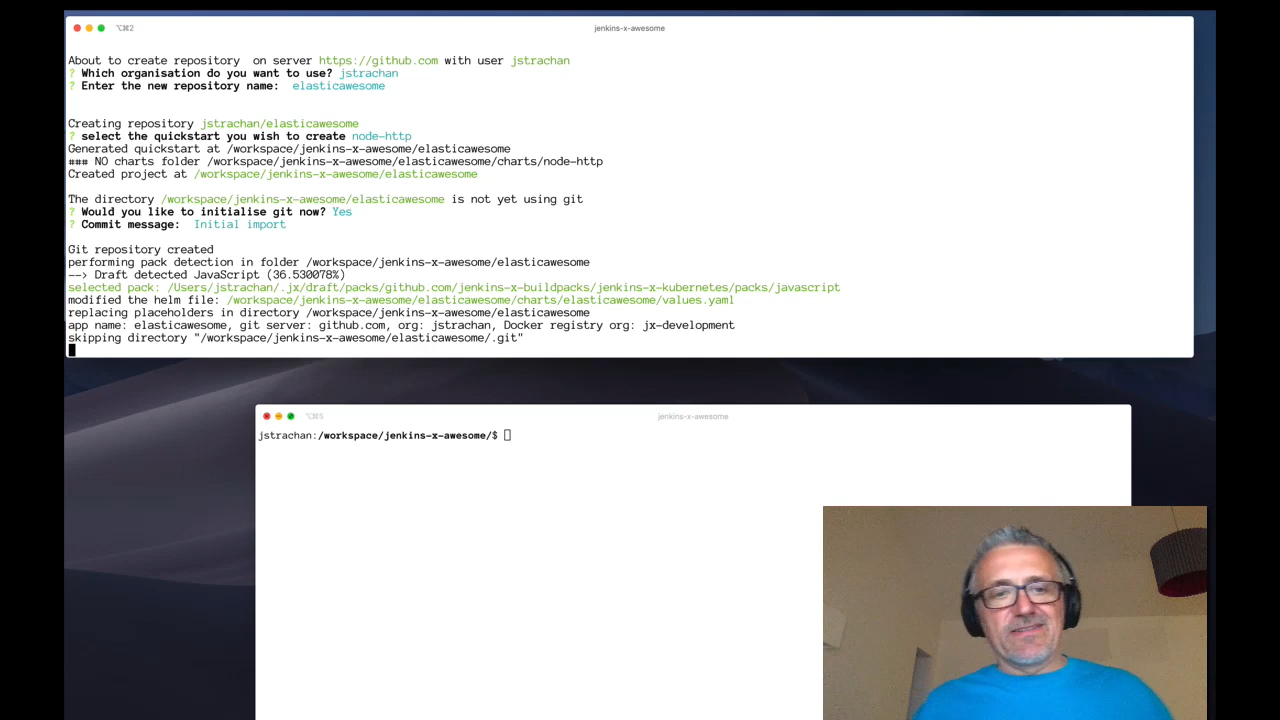 ⌥⌘2
jenkins-x-awesome
About to create repository  on server https://github.com with user jstrachan
? Which organisation do you want to use? jstrachan
? Enter the new repository name:  elasticawesome
Creating repository jstrachan/elasticawesome
? select the quickstart you wish to create node-http
Generated quickstart at /workspace/jenkins-x-awesome/elasticawesome
### NO charts folder /workspace/jenkins-x-awesome/elasticawesome/charts/node-http
Created project at /workspace/jenkins-x-awesome/elasticawesome
The directory /workspace/jenkins-x-awesome/elasticawesome is not yet using git
? Would you like to initialise git now? Yes
? Commit message:  Initial import
Git repository created
performing pack detection in folder /workspace/jenkins-x-awesome/elasticawesome
--> Draft detected JavaScript (36.530078%)
selected pack: /Users/jstrachan/.jx/draft/packs/github.com/jenkins-x-buildpacks/jenkins-x-kubernetes/packs/javascript
modified the helm file: /workspace/jenkins-x-awesome/elasticawesome/charts/elasticawesome/values.yaml
replacing placeholders in directory /workspace/jenkins-x-awesome/elasticawesome
app name: elasticawesome, git server: github.com, org: jstrachan, Docker registry org: jx-development
skipping directory "/workspace/jenkins-x-awesome/elasticawesome/.git"
⌥⌘5
jenkins-x-awesome
jstrachan:/workspace/jenkins-x-awesome/$